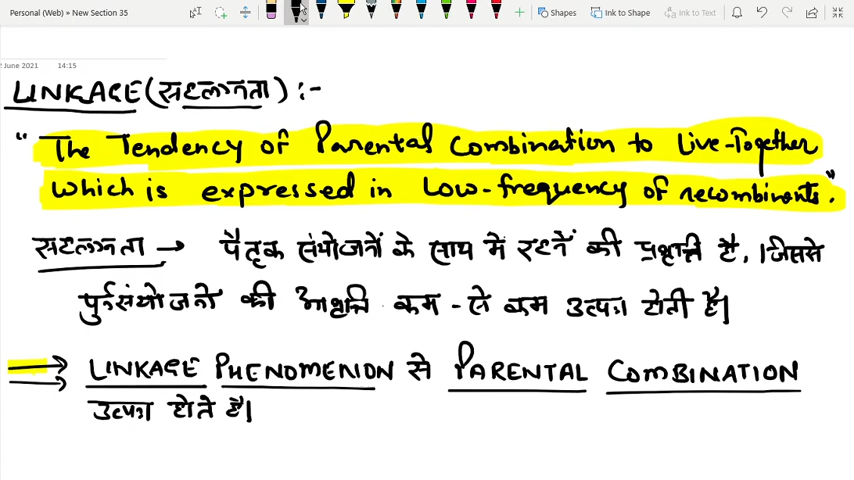 Personal (Web) » New Section 35
Shapes
Ink to Shape
Ink to Text
June 2021 14:15
LINKAGE (सहलग्नता) :-
" The Tendency of Parental Combination to Live-Together
which is expressed in Low-frequency of recombinants."
सहलग्नता → पैतृक संयोजनों के साथ में रहनें की प्रवृत्ति है, जिससे
पुर्नसंयोजनो की आवृत्ति कम-से कम उत्पन्न होती है।
LINKAGE PHENOMENION से PARENTAL COMBINATION
उत्पन्न होते है।